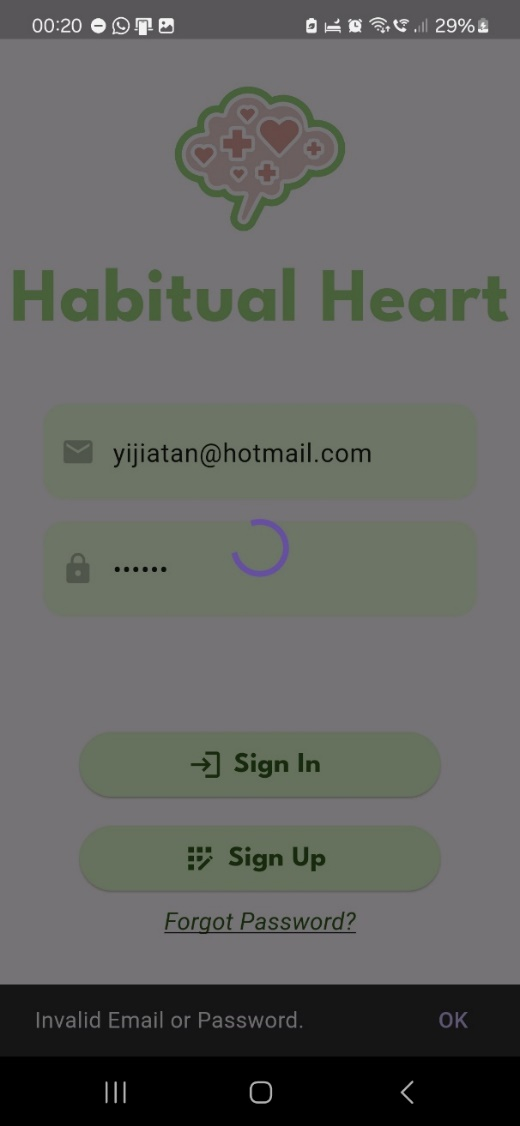 00:20
29%
Habitual Heart
yijiatan@hotmail.com
••••••
Sign In
Sign Up
Forgot Password?
Invalid Email or Password.
OK